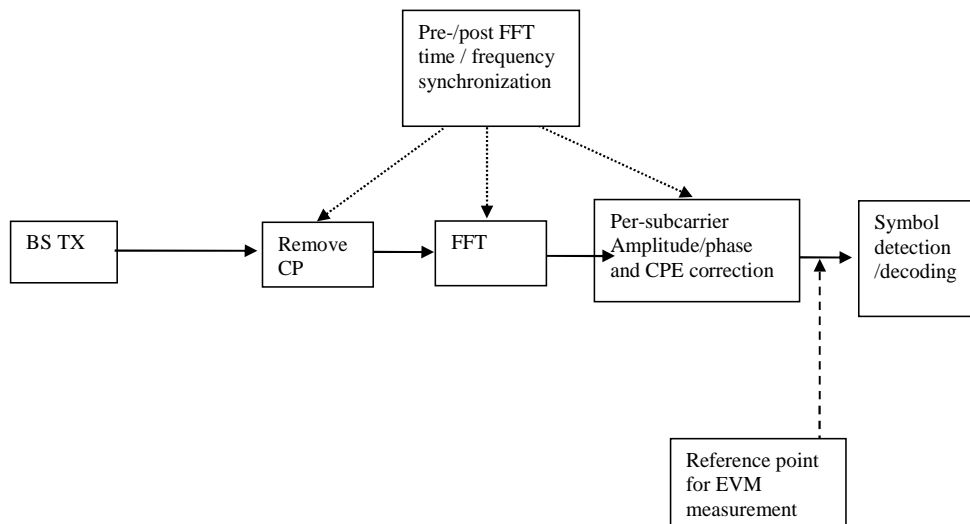 Pre-/post FFT
time / frequency
synchronization
BS TX
Remove
CP
FFT
Per-subcarrier
Amplitude/phase
and CPE correction
Symbol
detection
/decoding
Reference point
for EVM
measurement